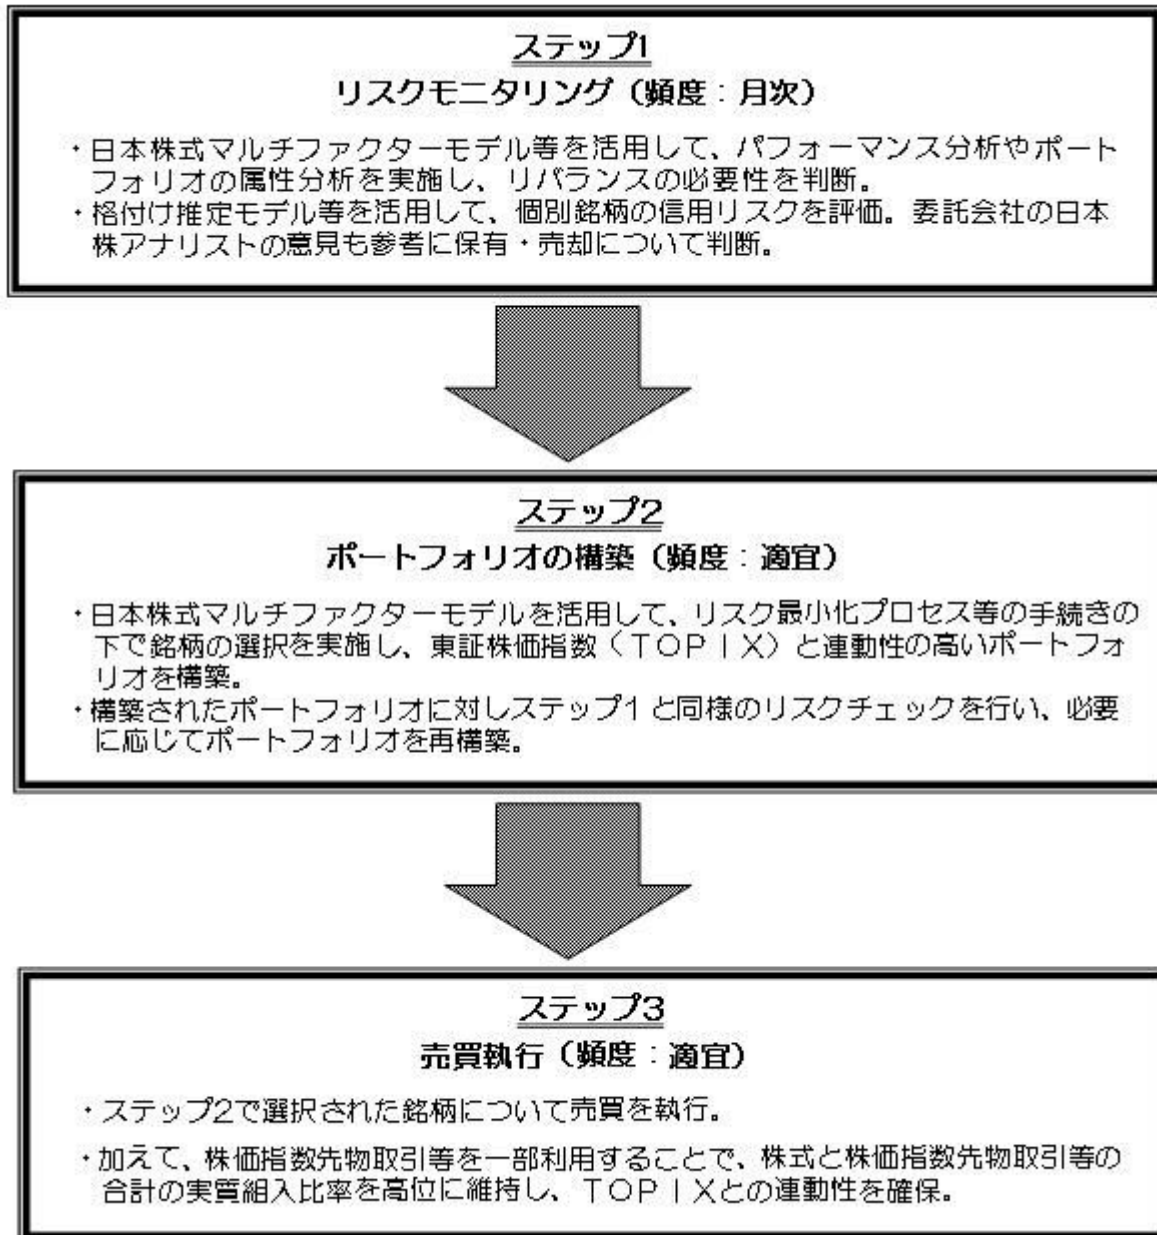 ステップ1
リスクモニタリング（頻度：月次）
・日本株式マルチファクターモデル等を活用して、パフォーマンス分析やポート
フォリオの属性分析を実施し、リバランスの必要性を判断。
・格付け推定モデル等を活用して、個別銘柄の信用リスクを評価。委託会社の日本
株アナリストの意見も参考に保有・売却について判断。
ステップ2
ポートフォリオの構築（頻度：適宜）
・日本株式マルチファクターモデルを活用して、リスク最小化プロセス等の手続きの
下で銘柄の選択を実施し、東証株価指数（ＴＯＰＩＸ）と連動性の高いポートフォ
リオを構築。
・構築されたポートフォリオに対しステップ1と同様のリスクチェックを行い、必要
に応じてポートフォリオを再構築。
ステップ3
売買執行（頻度：適宜）
・ステップ2で選択された銘柄について売買を執行。
・加えて、株価指数先物取引等を一部利用することで、株式と株価指数先物取引等の
合計の実質組入比率を高位に維持し、ＴＯＰＩＸとの連動性を確保。